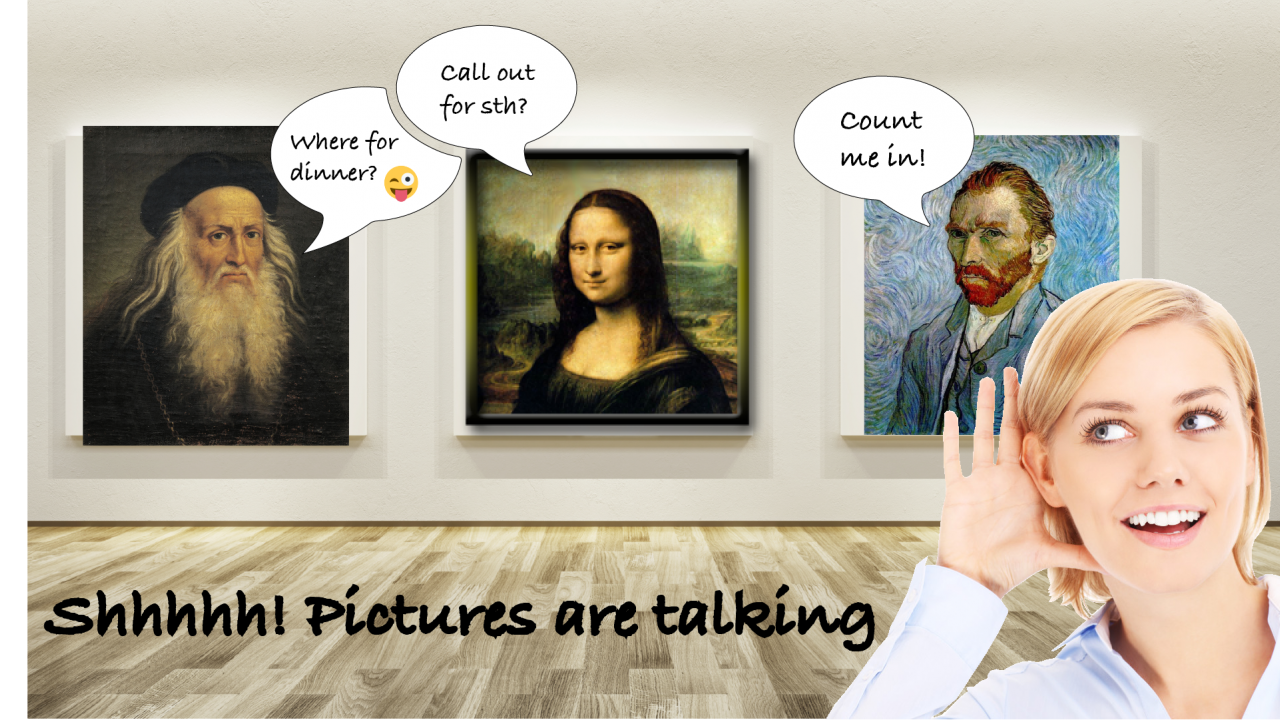 Where for
dinner?
Call out
for sth?
Count
me in!
Shhhhh! Pictures are talking